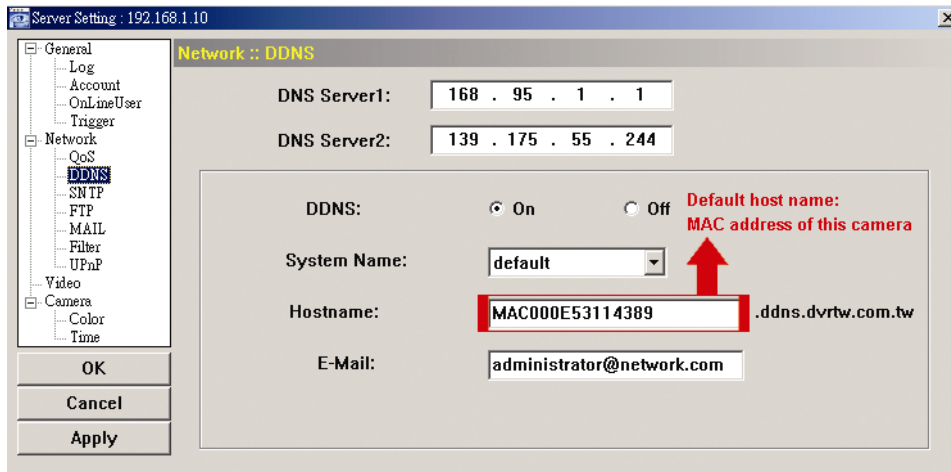 Server Setting : 192.168.1.10
General
Log
Account
OnLineUser
Trigger
Network
QoS
DDNS
SNTP
FTP
MAIL
Filter
UPnP
Video
Camera
Color
Time
OK
Cancel
Apply
Network :: DDNS
DNS Server1: 168 . 95 . 1 . 1
DNS Server2: 139 . 175 . 55 . 244
DDNS: On Off
Default host name:
MAC address of this camera
System Name: default
Hostname: MAC000E53114389 .ddns.dvrtw.com.tw
E-Mail: administrator@network.com